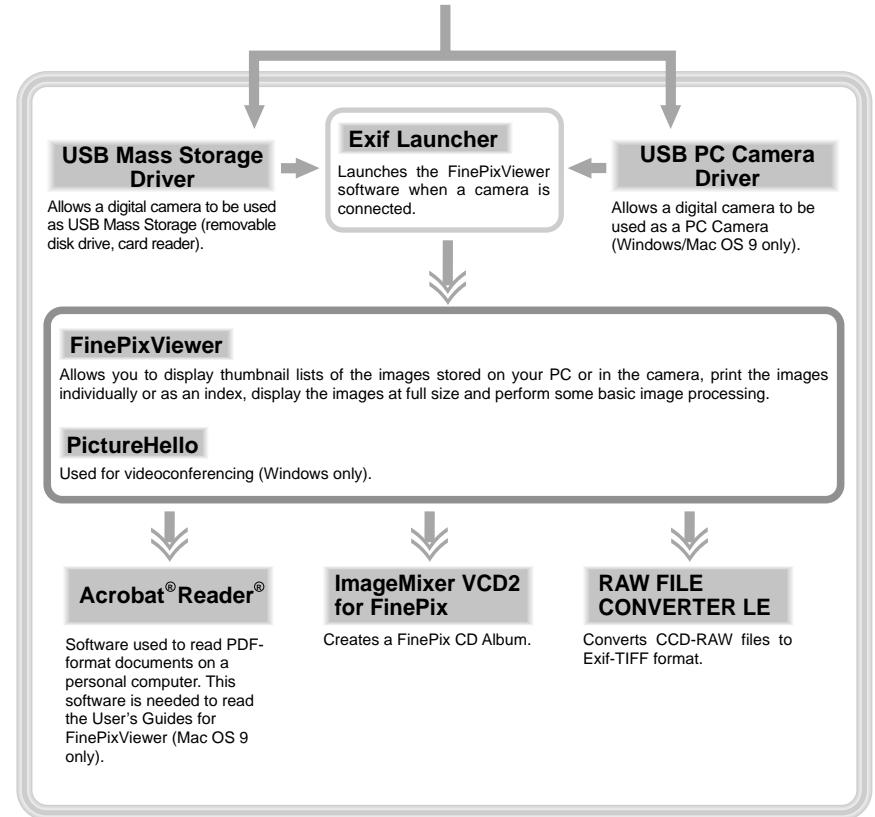 USB Mass Storage
Driver
Allows a digital camera to be used
as USB Mass Storage (removable
disk drive, card reader).
Exif Launcher
Launches the FinePixViewer
software when a camera is
connected.
USB PC Camera
Driver
Allows a digital camera to be
used as a PC Camera
(Windows/Mac OS 9 only).
FinePixViewer
Allows you to display thumbnail lists of the images stored on your PC or in the camera, print the images
individually or as an index, display the images at full size and perform some basic image processing.
PictureHello
Used for videoconferencing (Windows only).
Acrobat® Reader®
Software used to read PDF-
format documents on a
personal computer. This
software is needed to read
the User’s Guides for
FinePixViewer (Mac OS 9
only).
ImageMixer VCD2
for FinePix
Creates a FinePix CD Album.
RAW FILE
CONVERTER LE
Converts CCD-RAW files to
Exif-TIFF format.